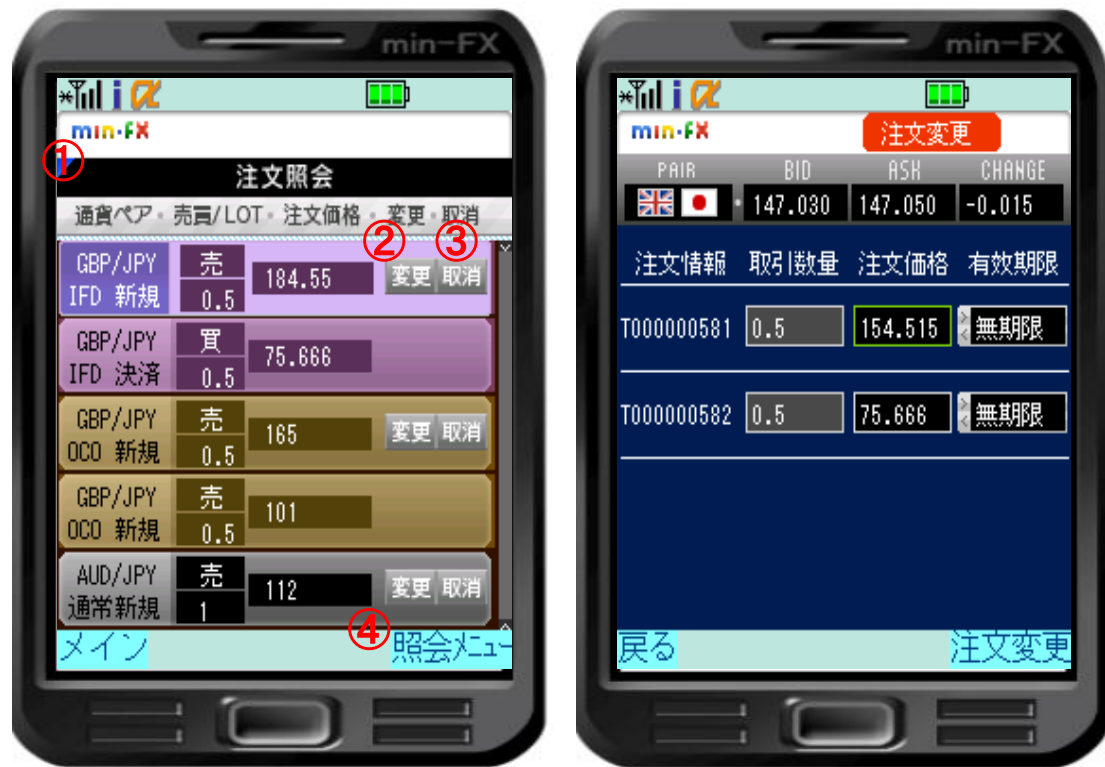 min-FX
i α
min-FX
①
注文照会
通貨ペア・売買/LOT・注文価格・変更・取消
② ③
GBP/JPY 売 184.55 変更 取消
IFD 新規 0.5
GBP/JPY 買 75.666
IFD 決済 0.5
GBP/JPY 売 165 変更 取消
OCO 新規 0.5
GBP/JPY 売 101
OCO 新規 0.5
AUD/JPY 売 112 変更 取消
通常新規 1
④
メイン 照会メニュー
min-FX
i α
min-FX 注文変更
PAIR BID ASK CHANGE
147.030 147.050 -0.015
注文情報 取引数量 注文価格 有効期限
T000000581 0.5 154.515 無期限
T000000582 0.5 75.666 無期限
戻る 注文変更